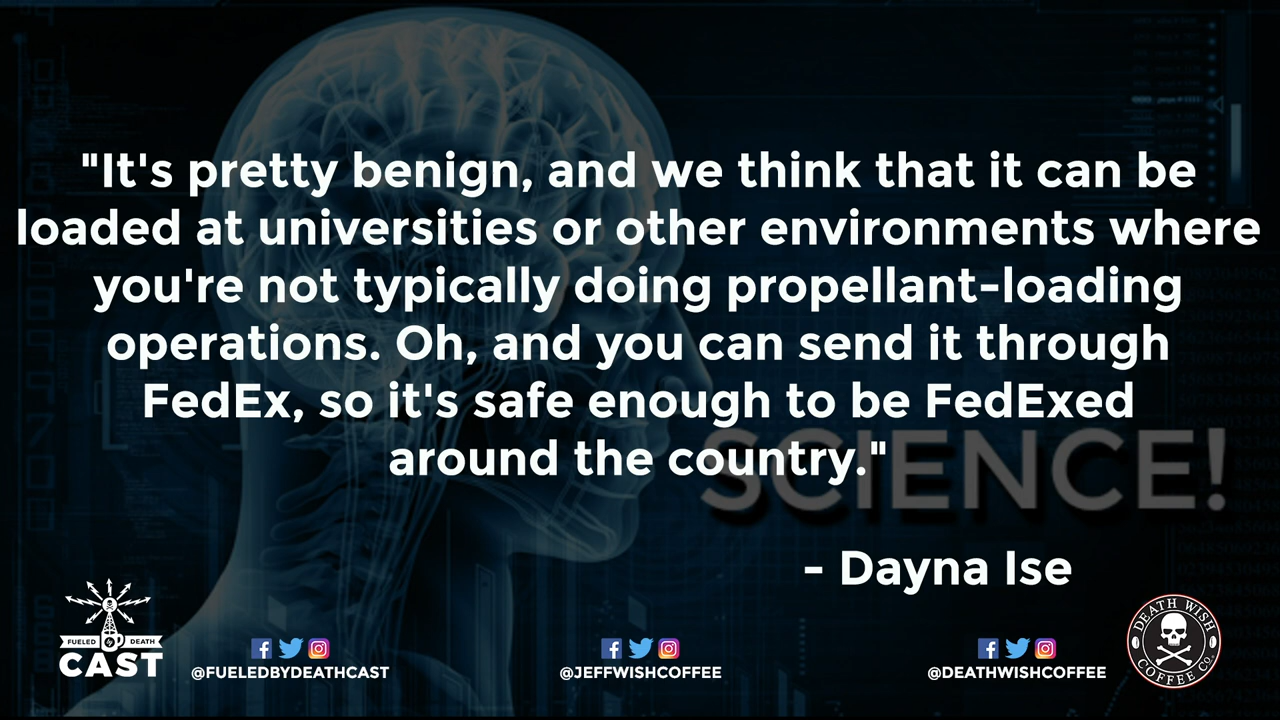 "It's pretty benign, and we think that it can be
loaded at universities or other environments where
you're not typically doing propellant-loading
operations. Oh, and you can send it through
FedEx, so it's safe enough to be FedExed
around the country."
SCIENCE!
- Dayna Ise
FUELED DEATH
CAST
@FUELEDBYDEATHCAST
@JEFFWISHCOFFEE
@DEATHWISHCOFFEE
DEATH WISH
COFFEE CO.